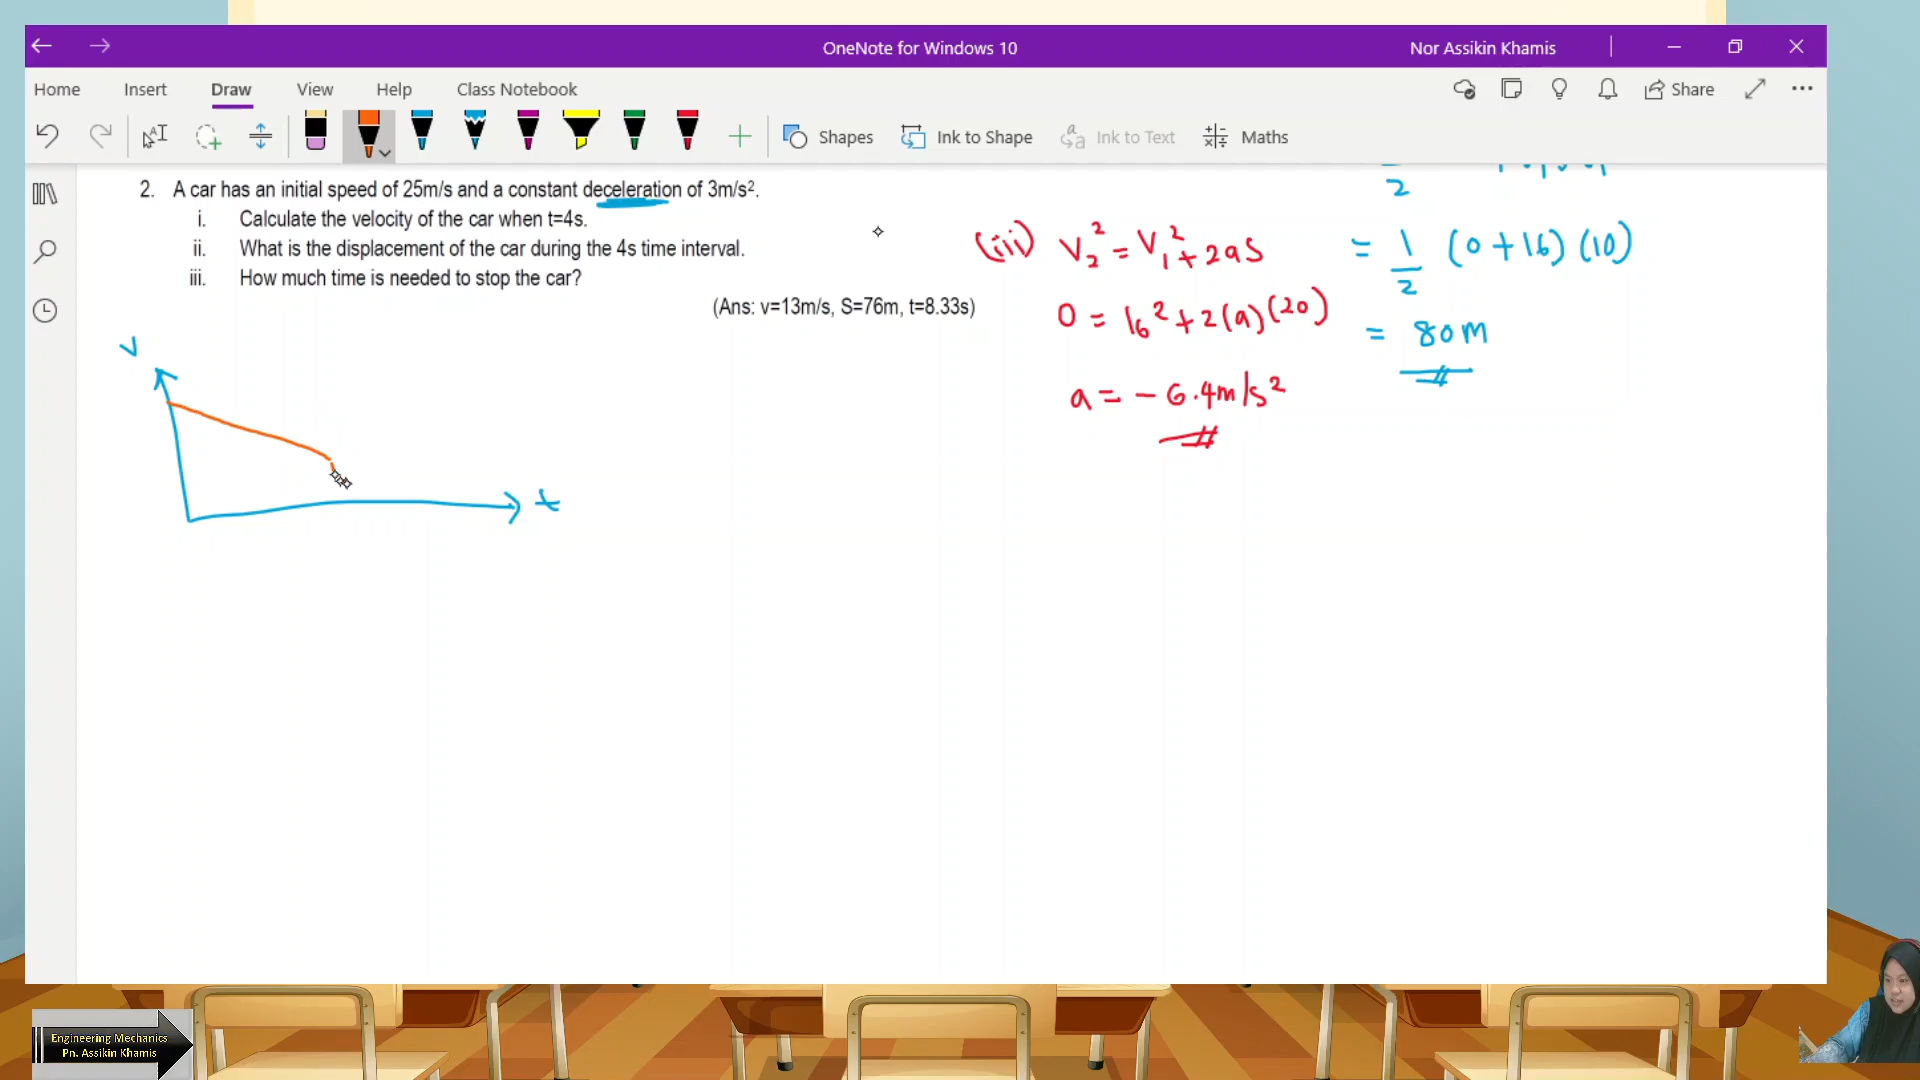 OneNote for Windows 10
Nor Assikin Khamis
Home Insert Draw View Help Class Notebook
Share
Shapes Ink to Shape Ink to Text Maths
2. A car has an initial speed of 25m/s and a constant deceleration of 3m/s².
i. Calculate the velocity of the car when t=4s.
ii. What is the displacement of the car during the 4s time interval.
iii. How much time is needed to stop the car?
(Ans: v=13m/s, S=76m, t=8.33s)
V
t
(iii) V₂² = V₁² + 2as
0 = 16² + 2(a)(20)
a = - 6.4m/s²
2
= 1/2 (0+16)(10)
= 80m
Engineering Mechanics
Pn. Assikin Khamis